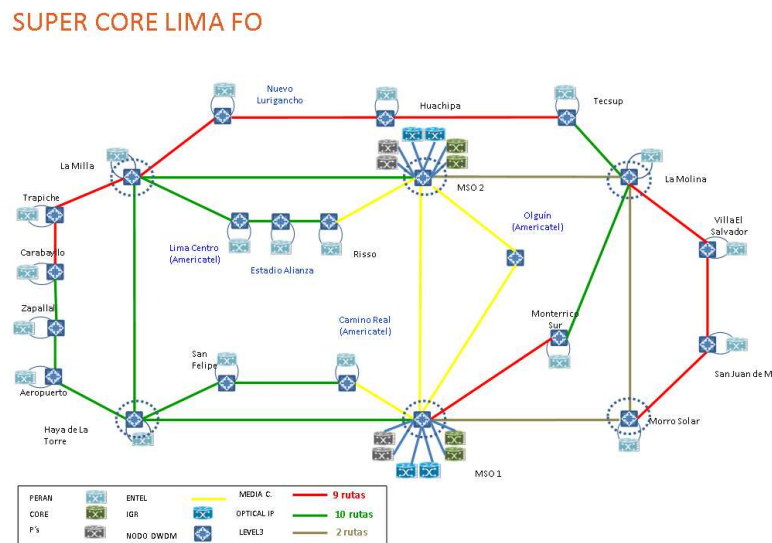 SUPER CORE LIMA FO
Nuevo
Lurigancho
Huachipa
Tecsup
La Milla
MSO 2
La Molina
Trapiche
Olguín
(Americatel)
Villa El
Salvador
Lima Centro
(Americatel)
Risso
Carabayllo
Estadio Alianza
Zapallal
Camino Real
(Americatel)
Monterrico
Sur
San
Felipe
San Juan de M
Aeropuerto
Haya de La
Torre
Morro Solar
MSO 1
PERAN ENTEL MEDIA C. 9 rutas
CORE IGR OPTICAL IP 10 rutas
P´s NODO DWDM LEVEL3 2 rutas